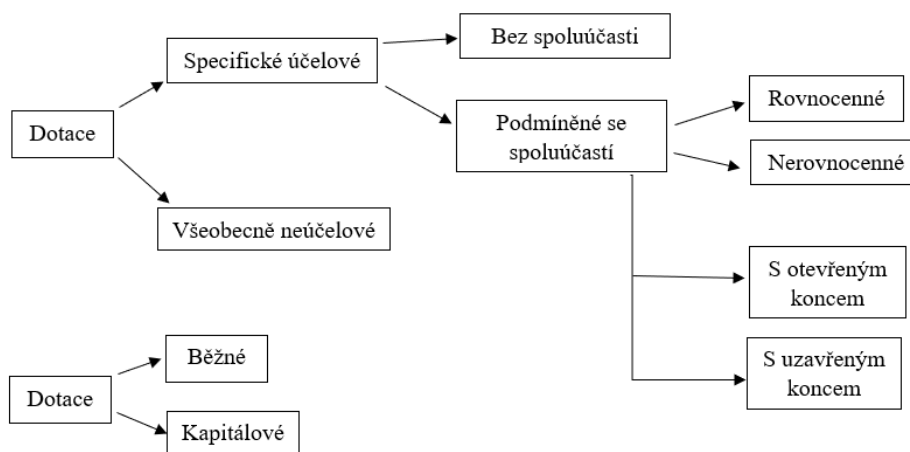 Bez spoluúčasti
Specifické účelové
Rovnocenné
Podmíněné se
spoluúčastí
Dotace
Nerovnocenné
Všeobecně neúčelové
S otevřeným
koncem
Běžné
S uzavřeným
koncem
Dotace
Kapitálové